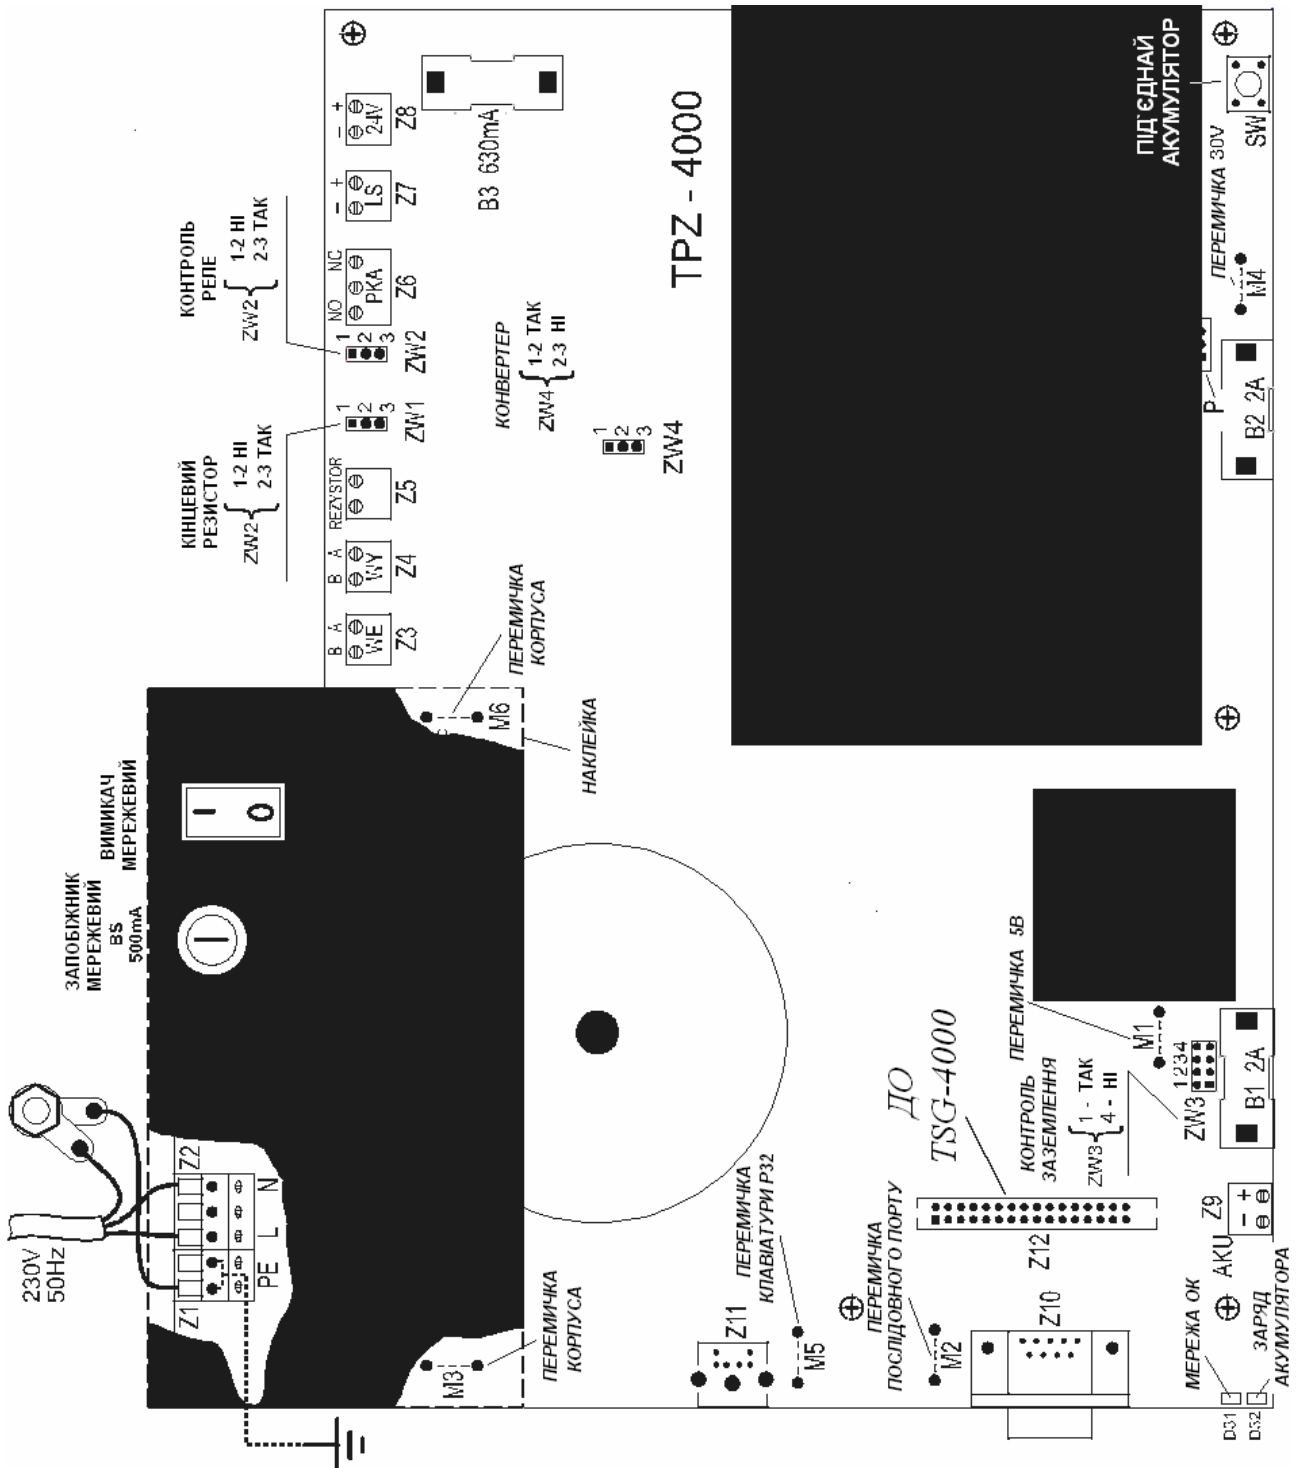 230V
50Hz
ЗАПОБІЖНИК
МЕРЕЖЕВИЙ
BS
500mA
ВИМИКАЧ
МЕРЕЖЕВИЙ
I
0
Z1
Z2
PE
L
N
M3
ПЕРЕМИЧКА
КОРПУСА
M6
ПЕРЕМИЧКА
КОРПУСА
НАКЛЕЙКА
КІНЦЕВИЙ
РЕЗИСТОР
ZW2
1-2 НІ
2-3 ТАК
КОНТРОЛЬ
РЕЛЕ
ZW2
1-2 НІ
2-3 ТАК
B A
WE
Z3
B A
WY
Z4
REZYSTOR
Z5
1
2
3
ZW1
1
2
3
ZW2
NO NC
PKA
Z6
- +
LS
Z7
- +
24V
Z8
B3 630mA
КОНВЕРТЕР
ZW4
1-2 ТАК
2-3 НІ
1
2
3
ZW4
TPZ - 4000
ПІД`ЄДНАЙ
АКУМУЛЯТОР
SW
ПЕРЕМИЧКА 30V
M4
P
B2 2A
Z11
ПЕРЕМИЧКА
КЛАВІАТУРИ P32
M5
ПЕРЕМИЧКА
ПОСЛІДОВНОГО ПОРТУ
M2
ДО
TSG-4000
Z12
Z10
ПЕРЕМИЧКА 5В
M1
КОНТРОЛЬ
ЗАЗЕМЛЕННЯ
ZW3
1 - ТАК
4 - НІ
ZW3
1234
B1 2A
AKU
- +
Z9
МЕРЕЖА ОК
ЗАРЯД
АКУМУЛЯТОРА
D31
D32